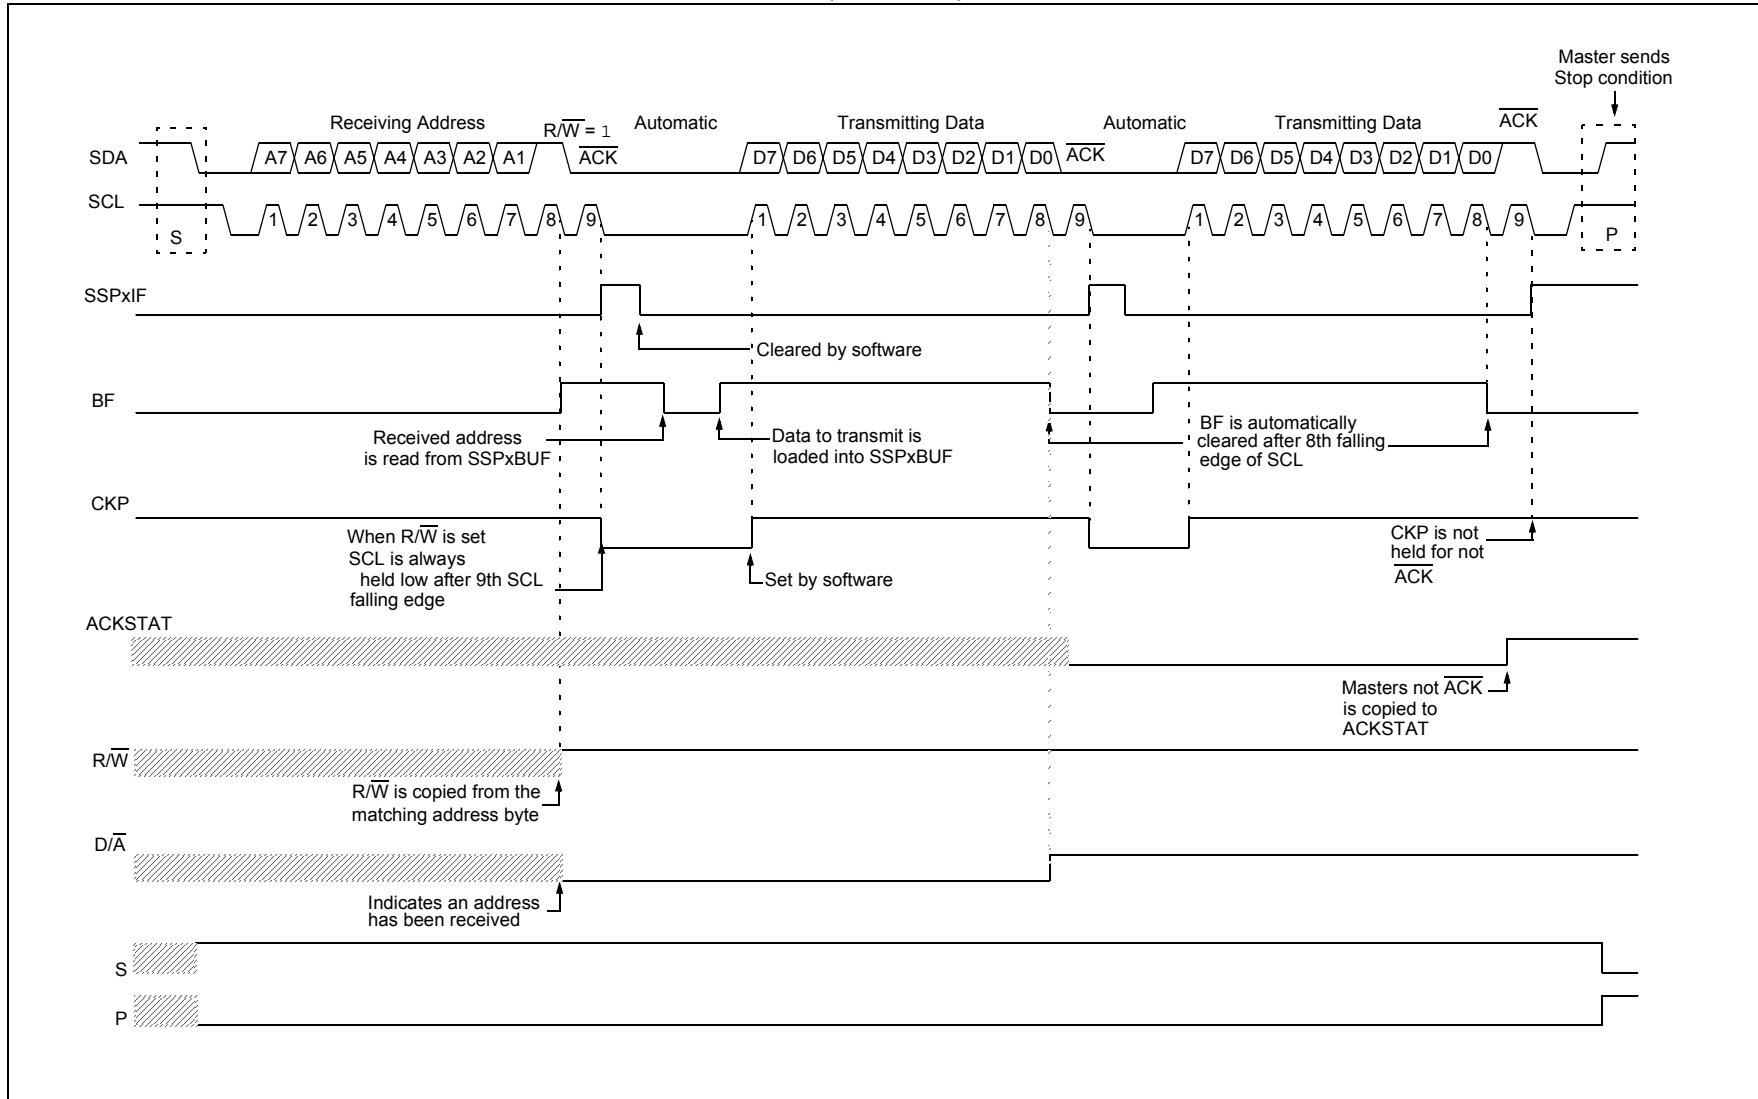 Master sends
Stop condition
Receiving Address R/W̅ = 1 Automatic Transmitting Data Automatic Transmitting Data A̅C̅K̅
SDA A7 A6 A5 A4 A3 A2 A1 A̅C̅K̅ D7 D6 D5 D4 D3 D2 D1 D0 A̅C̅K̅ D7 D6 D5 D4 D3 D2 D1 D0
SCL 1 2 3 4 5 6 7 8 9 1 2 3 4 5 6 7 8 9 1 2 3 4 5 6 7 8 9
S P
SSPxIF
Cleared by software
BF
Received address
is read from SSPxBUF
Data to transmit is
loaded into SSPxBUF
BF is automatically
cleared after 8th falling
edge of SCL
CKP
When R/W̅ is set
SCL is always
held low after 9th SCL
falling edge
Set by software
CKP is not
held for not
A̅C̅K̅
ACKSTAT
Masters not A̅C̅K̅
is copied to
ACKSTAT
R/W̅
R/W̅ is copied from the
matching address byte
D/A̅
Indicates an address
has been received
S
P